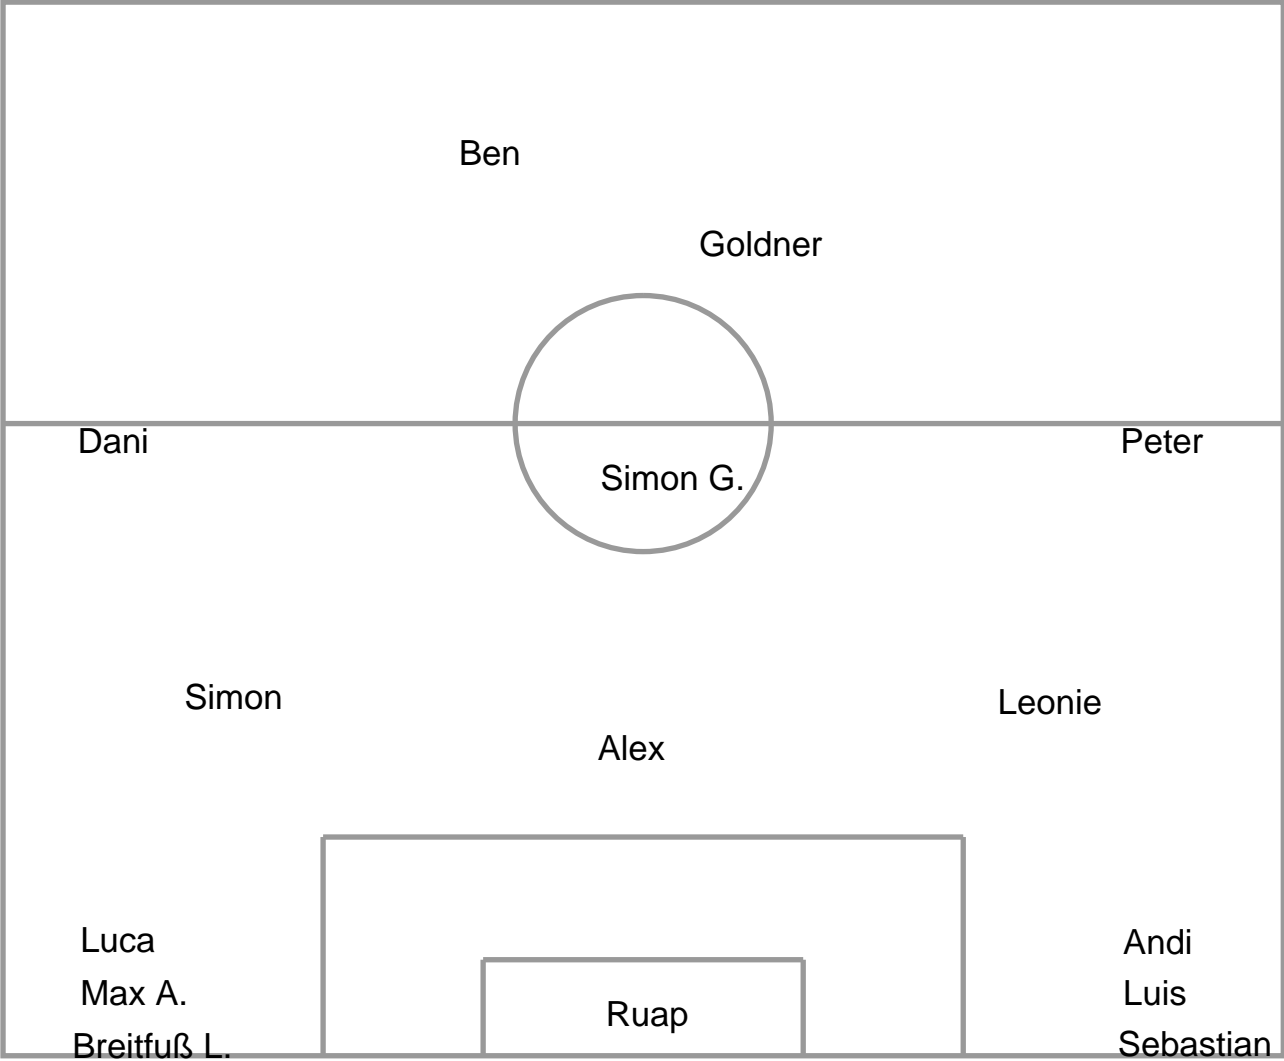 Ben
Goldner
Dani
Peter
Simon G.
Simon
Leonie
Alex
Luca
Andi
Max A.
Luis
Ruap
Breitfuß L.
Sebastian